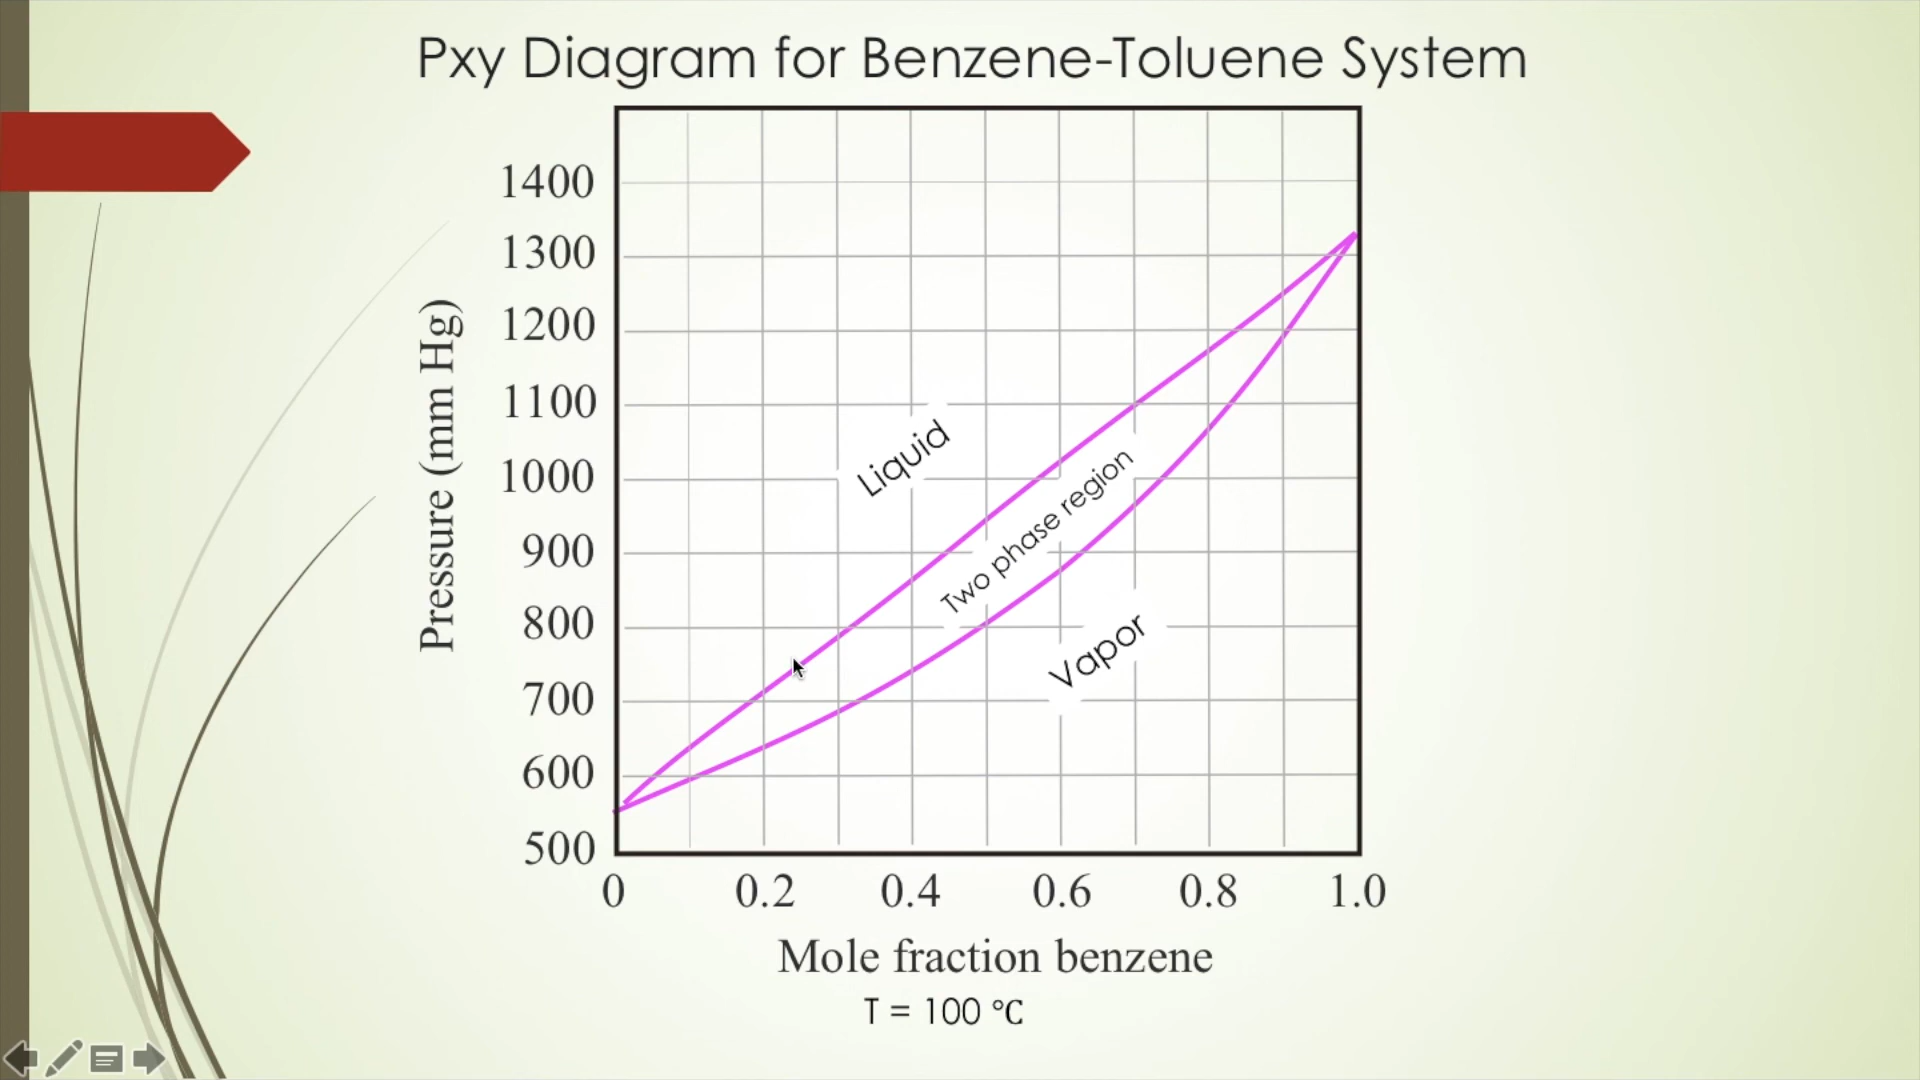 Pxy Diagram for Benzene-Toluene System
1400
1300
1200
1100
1000
900
800
700
600
500
Pressure (mm Hg)
Liquid
Two phase region
Vapor
0 0.2 0.4 0.6 0.8 1.0
Mole fraction benzene
T = 100 °C